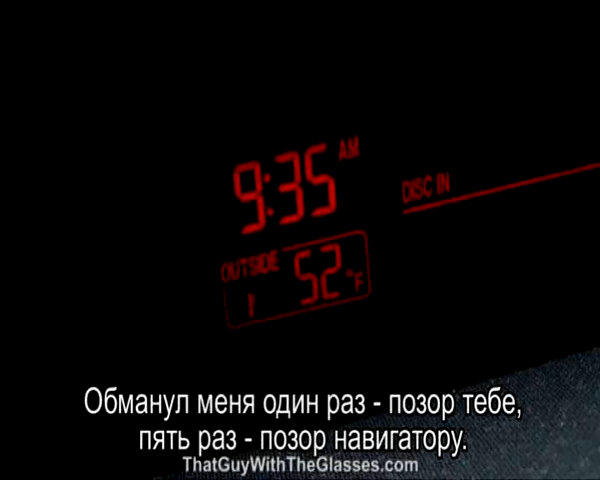 9:35 AM
DISC IN
OUTSIDE
52°F
Обманул меня один раз - позор тебе,
пять раз - позор навигатору.
ThatGuyWithTheGlasses.com